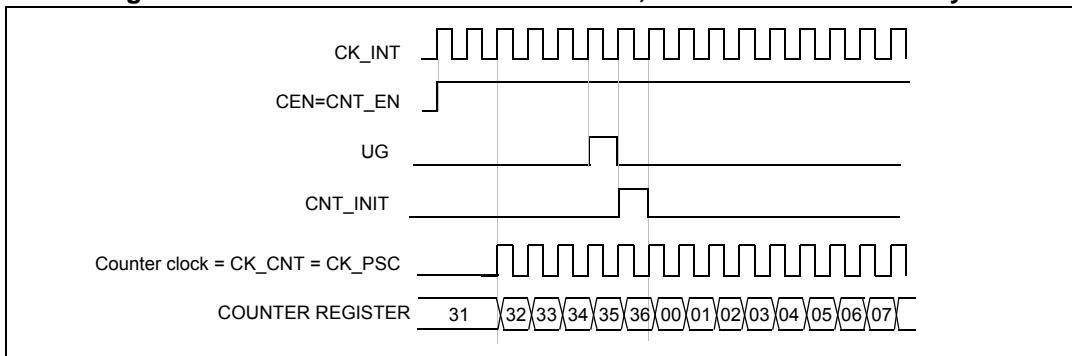 CK_INT
CEN=CNT_EN
UG
CNT_INIT
Counter clock = CK_CNT = CK_PSC
COUNTER REGISTER 31 32 33 34 35 36 00 01 02 03 04 05 06 07